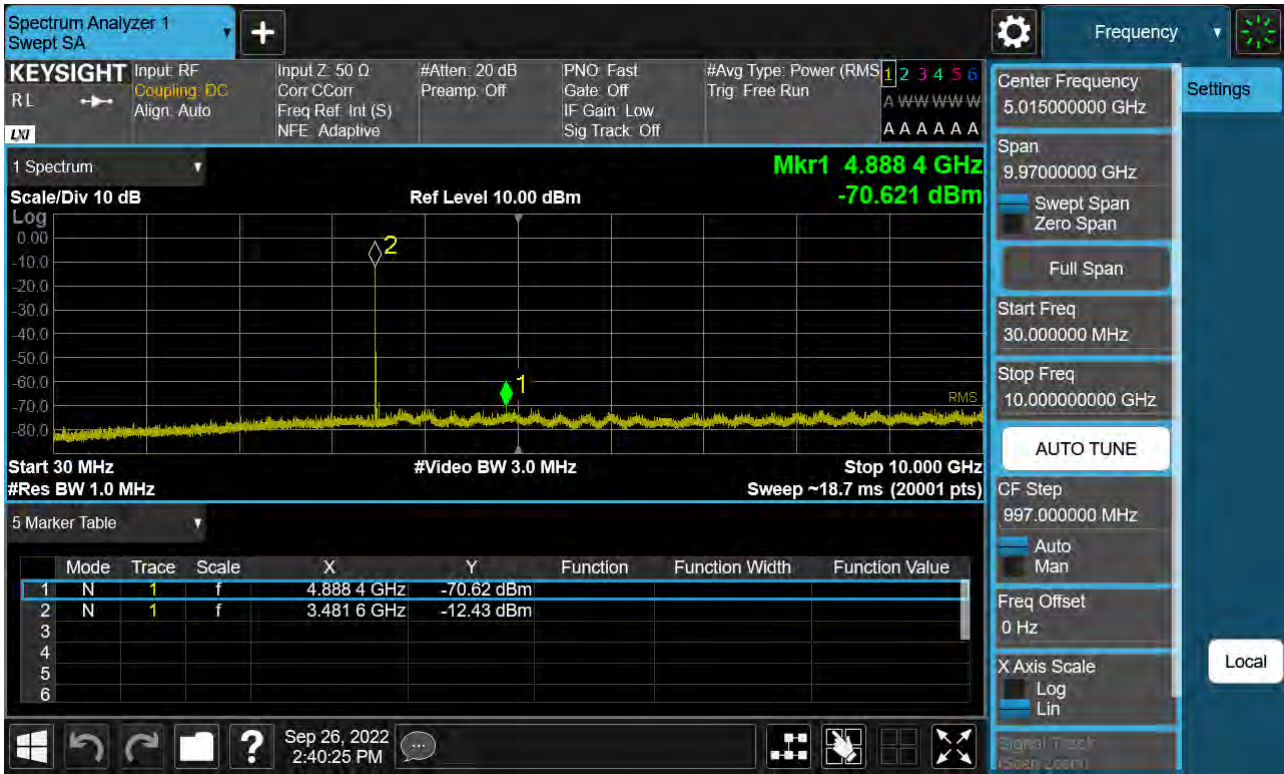 Spectrum Analyzer 1
Swept SA
Frequency
KEYSIGHT
RL
LXI
Input: RF
Coupling: DC
Align: Auto
Input Z: 50 Ω
Corr CCorr
Freq Ref: Int (S)
NFE: Adaptive
#Atten: 20 dB
Preamp: Off
PNO: Fast
Gate: Off
IF Gain: Low
Sig Track: Off
#Avg Type: Power (RMS
Trig: Free Run
1 2 3 4 5 6
A W W W W W
A A A A A A
1 Spectrum
Scale/Div 10 dB
Ref Level 10.00 dBm
Mkr1 4.888 4 GHz
-70.621 dBm
Log
0.00
-10.0
-20.0
-30.0
-40.0
-50.0
-60.0
-70.0
-80.0
2
1
RMS
Start 30 MHz
#Video BW 3.0 MHz
Stop 10.000 GHz
#Res BW 1.0 MHz
Sweep ~18.7 ms (20001 pts)
5 Marker Table
Mode Trace Scale X Y Function Function Width Function Value
1 N 1 f 4.888 4 GHz -70.62 dBm
2 N 1 f 3.481 6 GHz -12.43 dBm
3
4
5
6
Sep 26, 2022
2:40:25 PM
?
Center Frequency
5.015000000 GHz
Span
9.97000000 GHz
Swept Span
Zero Span
Full Span
Start Freq
30.000000 MHz
Stop Freq
10.000000000 GHz
AUTO TUNE
CF Step
997.000000 MHz
Auto
Man
Freq Offset
0 Hz
X Axis Scale
Log
Lin
Signal Track
(Span Zoom)
Settings
Local